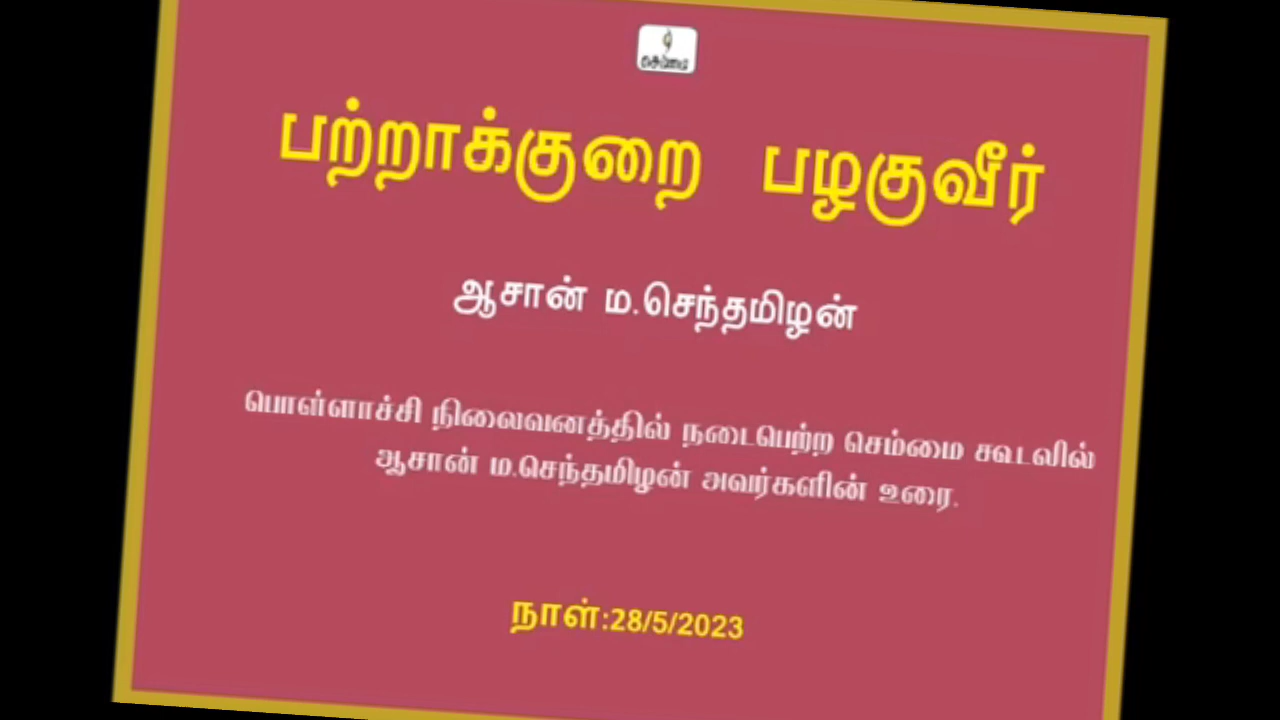 செம்மை
பற்றாக்குறை பழகுவீர்
ஆசான் ம.செந்தமிழன்
பொள்ளாச்சி நிலைவனத்தில் நடைபெற்ற செம்மை கூடலில்
ஆசான் ம.செந்தமிழன் அவர்களின் உரை.
நாள்:28/5/2023